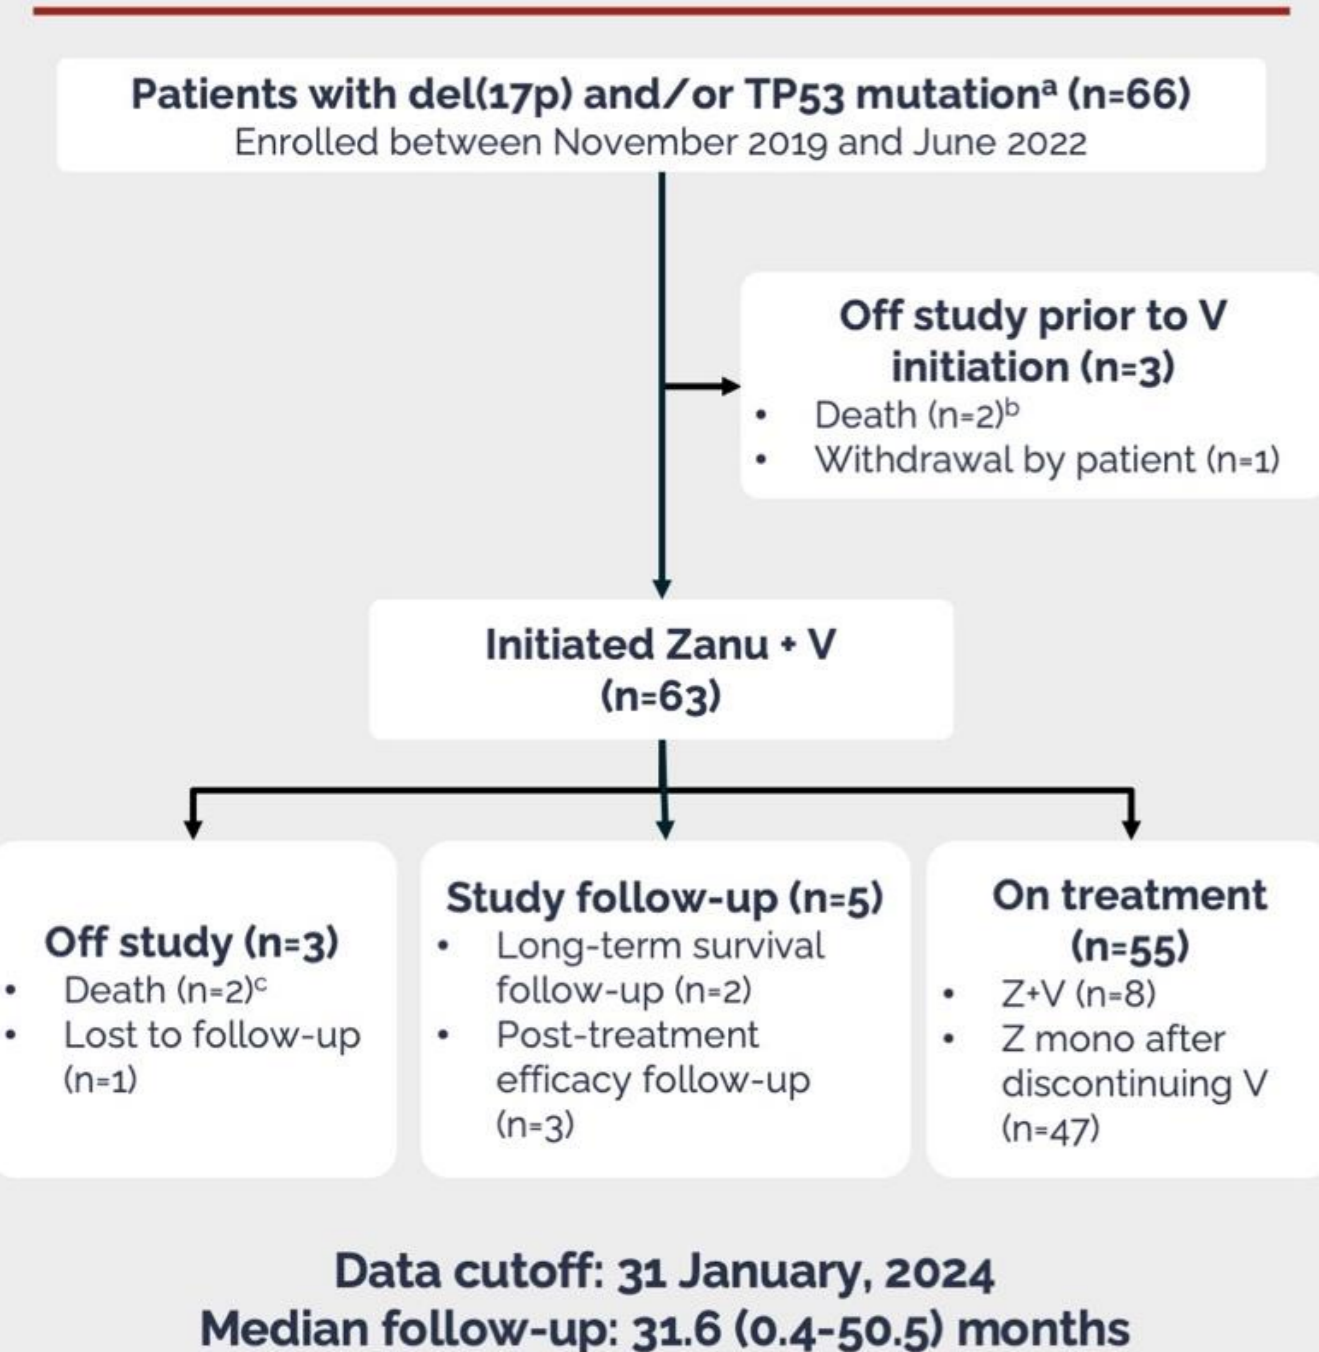 Patients with del(17p) and/or TP53 mutationᵃ (n=66)
Enrolled between November 2019 and June 2022
Off study prior to V
initiation (n=3)
• Death (n=2)ᵇ
• Withdrawal by patient (n=1)
Initiated Zanu + V
(n=63)
Off study (n=3)
• Death (n=2)ᶜ
• Lost to follow-up
(n=1)
Study follow-up (n=5)
• Long-term survival
follow-up (n=2)
• Post-treatment
efficacy follow-up
(n=3)
On treatment
(n=55)
• Z+V (n=8)
• Z mono after
discontinuing V
(n=47)
Data cutoff: 31 January, 2024
Median follow-up: 31.6 (0.4-50.5) months